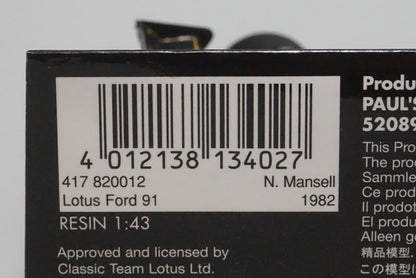 4 012138 134027
417 820012 N. Mansell
Lotus Ford 91 1982
RESIN 1:43
Approved and licensed by
Classic Team Lotus Ltd.
Produ
PAUL'S
52089
This Pro
The prod
Sammle
Ce prod
Il prodot
El produ
Alleen ge
精品模型,
この模型